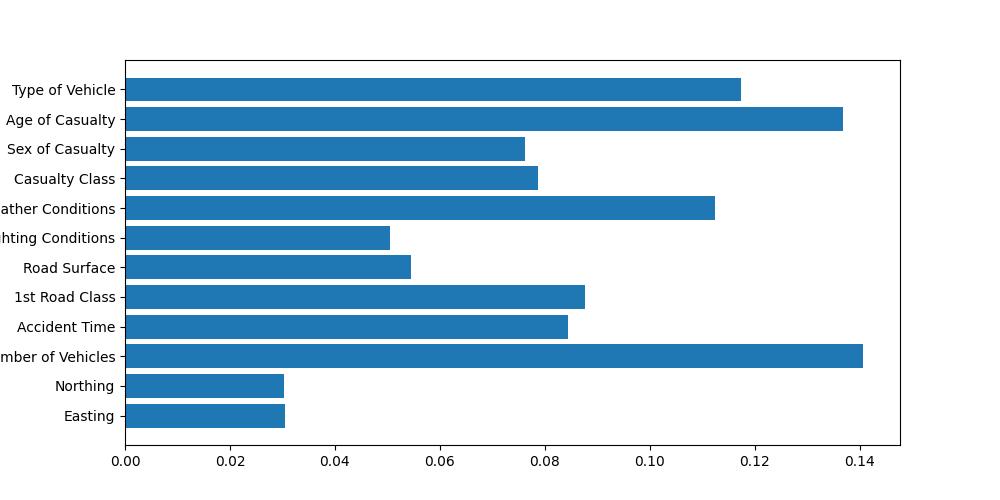 Type of Vehicle
Age of Casualty
Sex of Casualty
Casualty Class
ather Conditions
hting Conditions
Road Surface
1st Road Class
Accident Time
mber of Vehicles
Northing
Easting
0.00 0.02 0.04 0.06 0.08 0.10 0.12 0.14